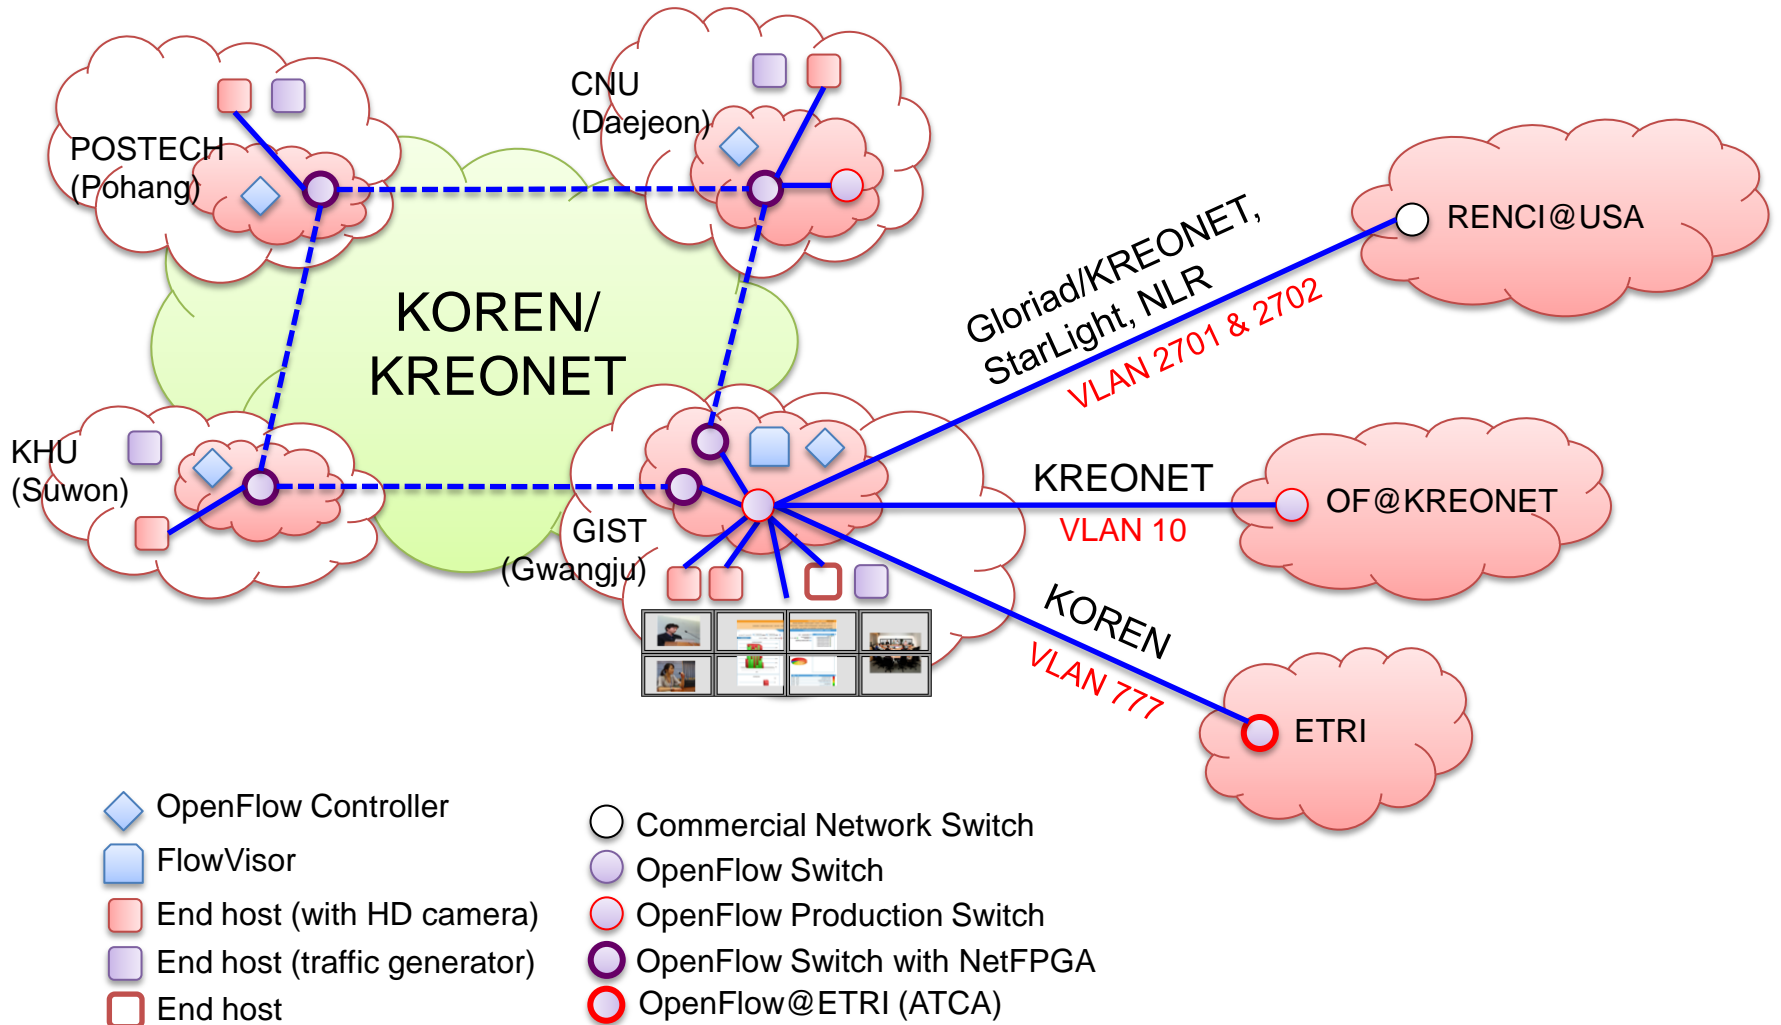 CNU
(Daejeon)
POSTECH
(Pohang)
RENCI@USA
Gloriad/KREONET,
StarLight, NLR
VLAN 2701 & 2702
KOREN/
KREONET
KHU
(Suwon)
KREONET
VLAN 10
OF@KREONET
GIST
(Gwangju)
KOREN
VLAN 777
ETRI
OpenFlow Controller
FlowVisor
End host (with HD camera)
End host (traffic generator)
End host
Commercial Network Switch
OpenFlow Switch
OpenFlow Production Switch
OpenFlow Switch with NetFPGA
OpenFlow@ETRI (ATCA)